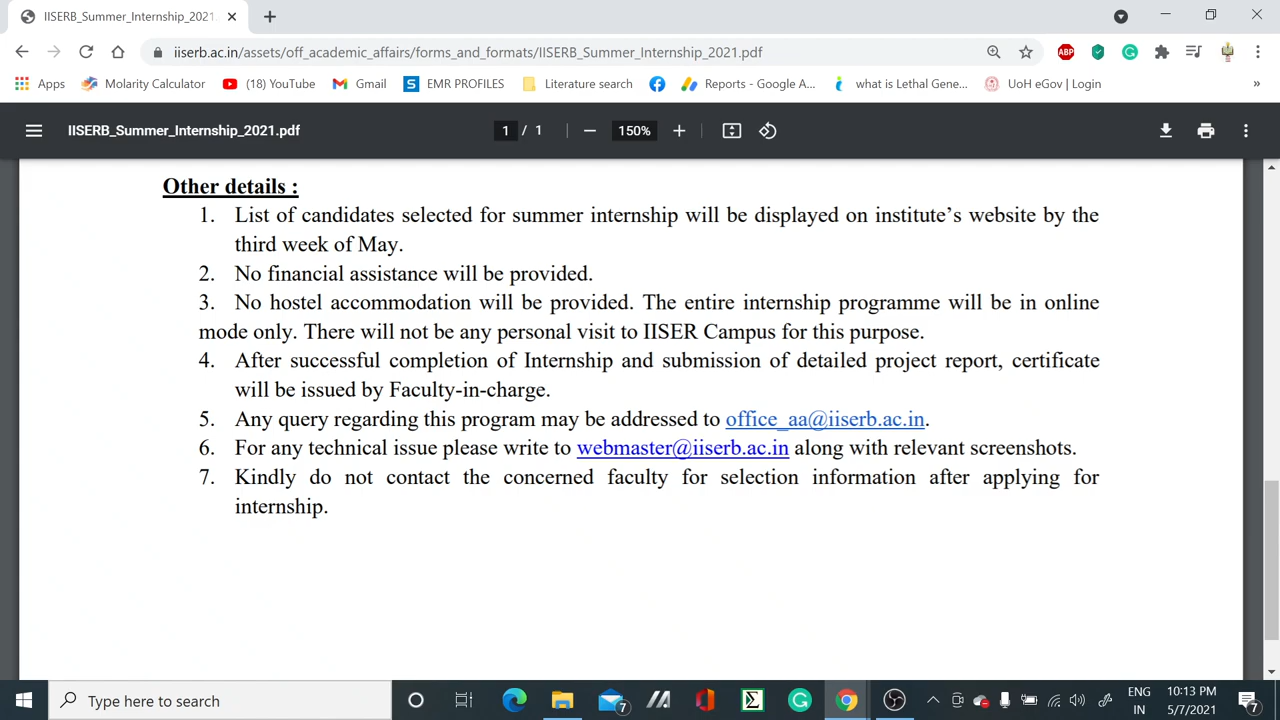 IISERB_Summer_Internship_2021.
iiserb.ac.in/assets/off_academic_affairs/forms_and_formats/IISERB_Summer_Internship_2021.pdf
ABP
Apps Molarity Calculator (18) YouTube Gmail S EMR PROFILES Literature search Reports - Google A... what is Lethal Gene... UoH eGov | Login »
IISERB_Summer_Internship_2021.pdf 1 / 1 — 150% +
Other details :
1. List of candidates selected for summer internship will be displayed on institute's website by the
third week of May.
2. No financial assistance will be provided.
3. No hostel accommodation will be provided. The entire internship programme will be in online
mode only. There will not be any personal visit to IISER Campus for this purpose.
4. After successful completion of Internship and submission of detailed project report, certificate
will be issued by Faculty-in-charge.
5. Any query regarding this program may be addressed to office_aa@iiserb.ac.in.
6. For any technical issue please write to webmaster@iiserb.ac.in along with relevant screenshots.
7. Kindly do not contact the concerned faculty for selection information after applying for
internship.
Type here to search 7 Σ ENG 10:13 PM
IN 5/7/2021 7